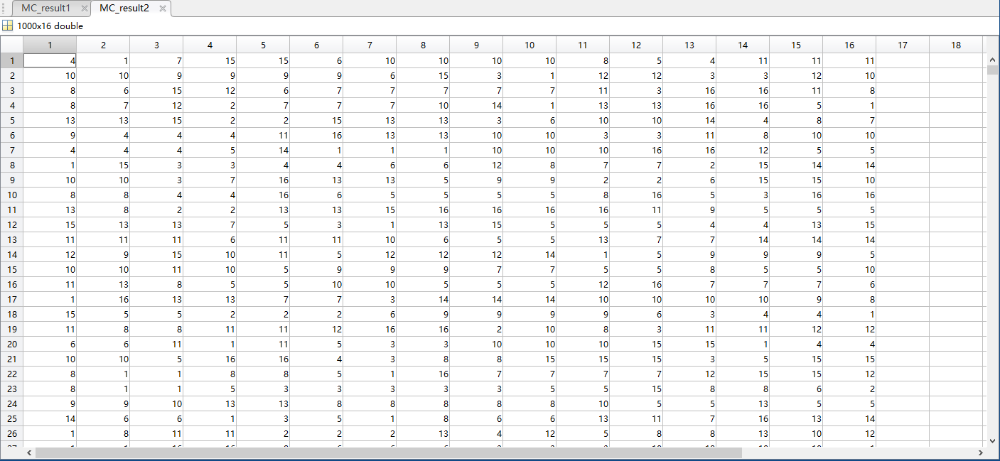 MC_result1 MC_result2
1000x16 double
1 2 3 4 5 6 7 8 9 10 11 12 13 14 15 16 17 18
1 4 1 7 15 15 6 10 10 10 10 8 5 4 11 11 11
2 10 10 9 9 9 9 6 15 3 1 12 12 3 3 12 10
3 8 6 15 12 6 7 7 7 7 7 11 3 16 16 11 8
4 8 7 12 2 7 7 7 10 14 1 13 13 16 16 5 1
5 13 13 15 2 2 15 13 13 3 6 10 10 14 4 8 7
6 9 4 4 4 11 16 13 13 10 10 3 3 11 8 10 10
7 4 4 4 5 14 1 1 1 10 10 10 16 16 12 5 5
8 1 15 3 3 4 4 6 6 12 8 7 7 2 15 14 14
9 10 10 3 7 16 13 13 5 9 9 2 2 6 15 15 10
10 8 8 4 4 16 6 5 5 5 5 8 16 5 3 16 16
11 13 8 2 2 13 13 15 16 16 16 16 11 9 5 5 5
12 15 13 13 7 5 3 1 13 15 5 5 5 4 4 13 15
13 11 11 11 6 11 11 10 6 5 5 13 7 7 14 14 14
14 12 9 15 10 11 5 12 12 12 14 1 5 9 9 9 5
15 10 10 11 10 5 9 9 9 7 7 5 5 8 5 5 10
16 11 13 8 5 5 10 10 5 5 5 12 16 7 7 7 6
17 1 16 13 13 7 7 3 14 14 14 10 10 10 10 9 8
18 15 5 5 2 2 2 6 9 9 9 9 6 3 4 4 1
19 11 8 8 11 11 12 16 16 2 10 8 3 11 11 12 12
20 6 6 11 1 11 5 3 3 10 10 10 15 15 1 4 4
21 10 10 5 16 16 4 3 8 8 15 15 15 3 5 15 15
22 8 1 1 8 8 5 1 16 7 7 7 7 12 15 15 12
23 8 1 1 5 3 3 3 3 3 5 5 15 8 8 6 2
24 9 9 10 13 13 8 8 8 8 8 10 5 5 13 5 5
25 14 6 6 1 3 5 1 8 6 6 13 11 7 16 13 14
26 1 8 11 11 2 2 2 13 4 12 5 8 8 13 10 12